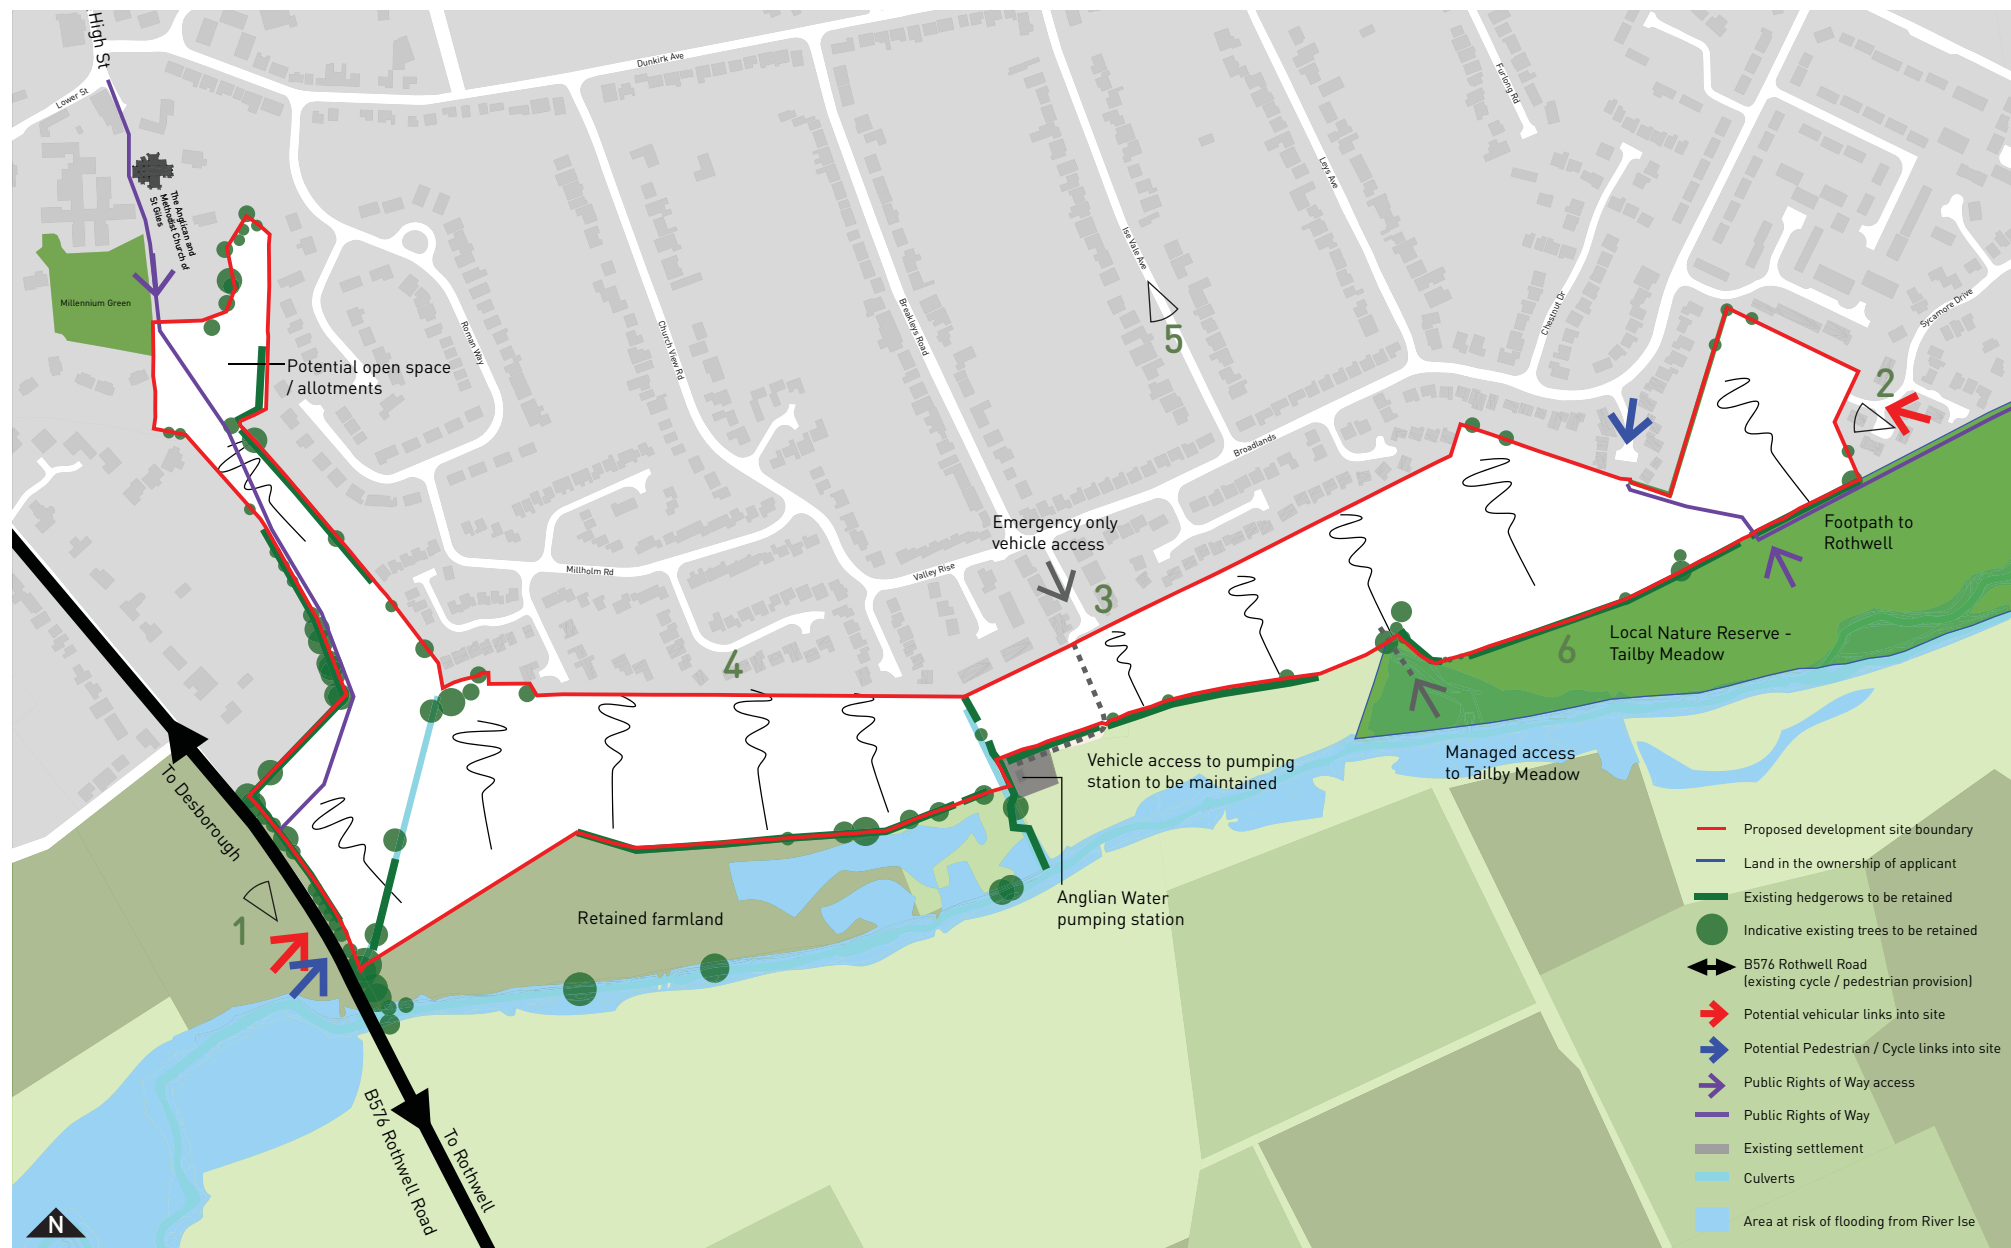 High St
Lower St
Dunkirk Ave
Furlong Rd
Leys Ave
The Anglican and
Methodist Church of
St Giles
Millennium Green
Ise Vale Ave
Breakleys Road
Church View Rd
Roman Way
Chestnut Dr
Sycamore Drive
5
2
Potential open space
/ allotments
Broadlands
Emergency only
vehicle access
Footpath to
Rothwell
Valley Rise
Millholm Rd
3
4
6
Local Nature Reserve -
Tailby Meadow
Managed access
to Tailby Meadow
Vehicle access to pumping
station to be maintained
Anglian Water
pumping station
Retained farmland
To Desborough
1
B576 Rothwell Road
To Rothwell
N
Proposed development site boundary
Land in the ownership of applicant
Existing hedgerows to be retained
Indicative existing trees to be retained
B576 Rothwell Road
(existing cycle / pedestrian provision)
Potential vehicular links into site
Potential Pedestrian / Cycle links into site
Public Rights of Way access
Public Rights of Way
Existing settlement
Culverts
Area at risk of flooding from River Ise